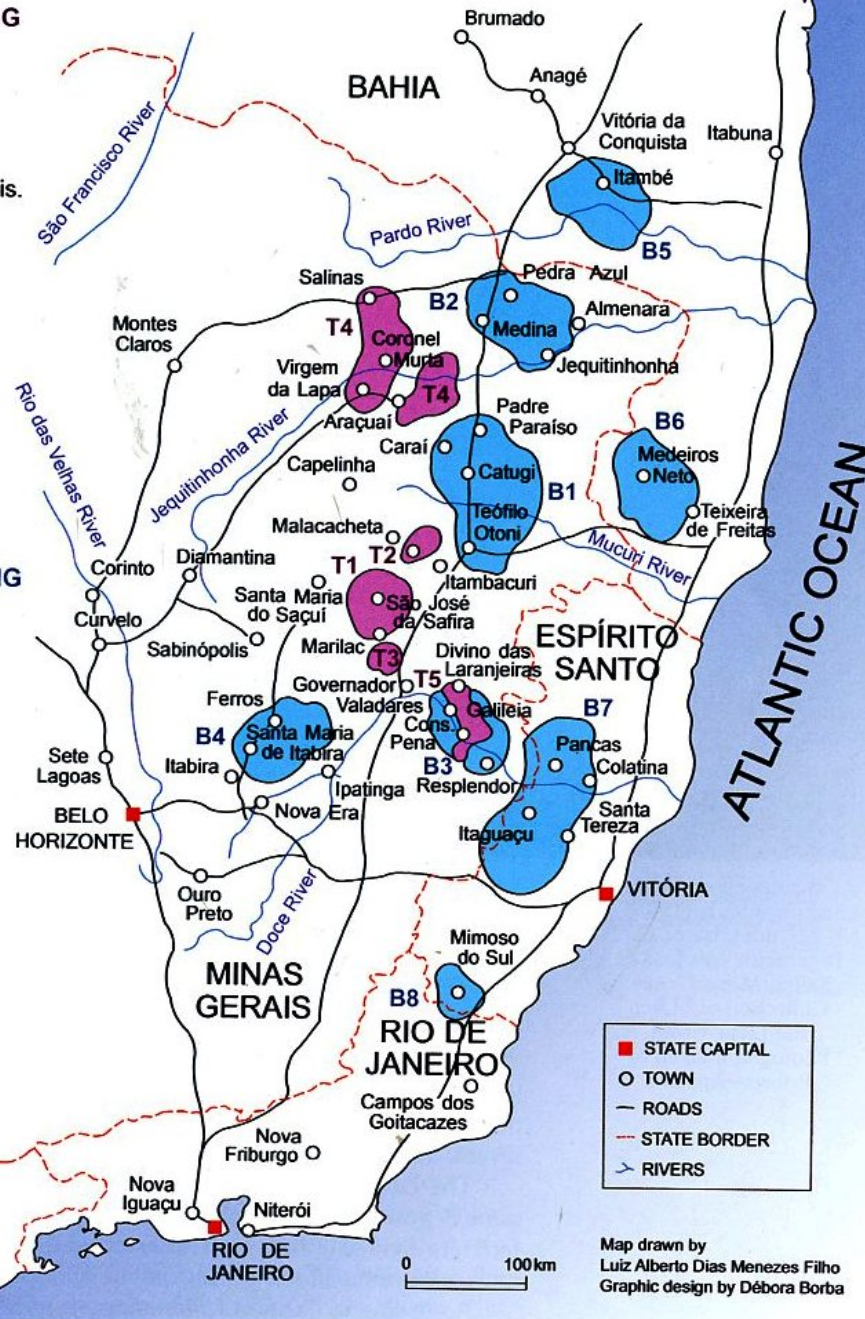 G
Brumado
BAHIA
Anagé
São Francisco River
Vitória da
Conquista
Itabuna
is.
Itambé
Pardo River
B5
Salinas
B2
Pedra Azul
T4
Almenara
Montes
Claros
Medina
Coronel
Murta
Virgem
da Lapa
T4
Jequitinhonha
Araçuaí
Rio das Velhas River
Jequitinhonha River
Padre
Paraíso
B6
Caraí
Medeiros
Neto
Capelinha
Catugi
B1
Teófilo
Otoni
Teixeira
de Freitas
Malacacheta
T2
Mucuri River
ATLANTIC OCEAN
G
Corinto
Diamantina
T1
Itambacuri
Santa Maria
do Saçuí
São José
da Safira
Curvelo
Sabinópolis
Marilac
T3
ESPÍRITO
SANTO
Divino das
Laranjeiras
Governador
Valadares
T5
Ferros
Galileia
B7
B4
Santa Maria
de Itabira
Cons.
Pena
Pancas
Sete
Lagoas
Itabira
B3
Colatina
Ipatinga
Resplendor
BELO
HORIZONTE
Nova Era
Santa
Tereza
Itaguaçu
Ouro
Preto
VITÓRIA
Doce River
Mimoso
do Sul
MINAS
GERAIS
B8
RIO DE
JANEIRO
STATE CAPITAL
TOWN
ROADS
STATE BORDER
RIVERS
Campos dos
Goitacazes
Nova
Friburgo
Nova
Iguaçu
Niterói
RIO DE
JANEIRO
0
100km
Map drawn by
Luiz Alberto Dias Menezes Filho
Graphic design by Débora Borba